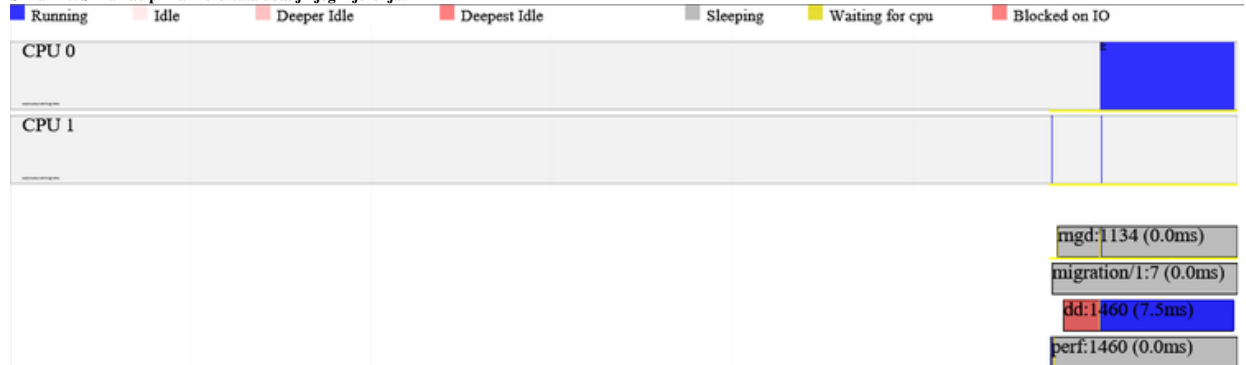 Running Idle Deeper Idle Deepest Idle Sleeping Waiting for cpu Blocked on IO
CPU 0
CPU 1
rngd:1134 (0.0ms)
migration/1:7 (0.0ms)
dd:1460 (7.5ms)
perf:1460 (0.0ms)